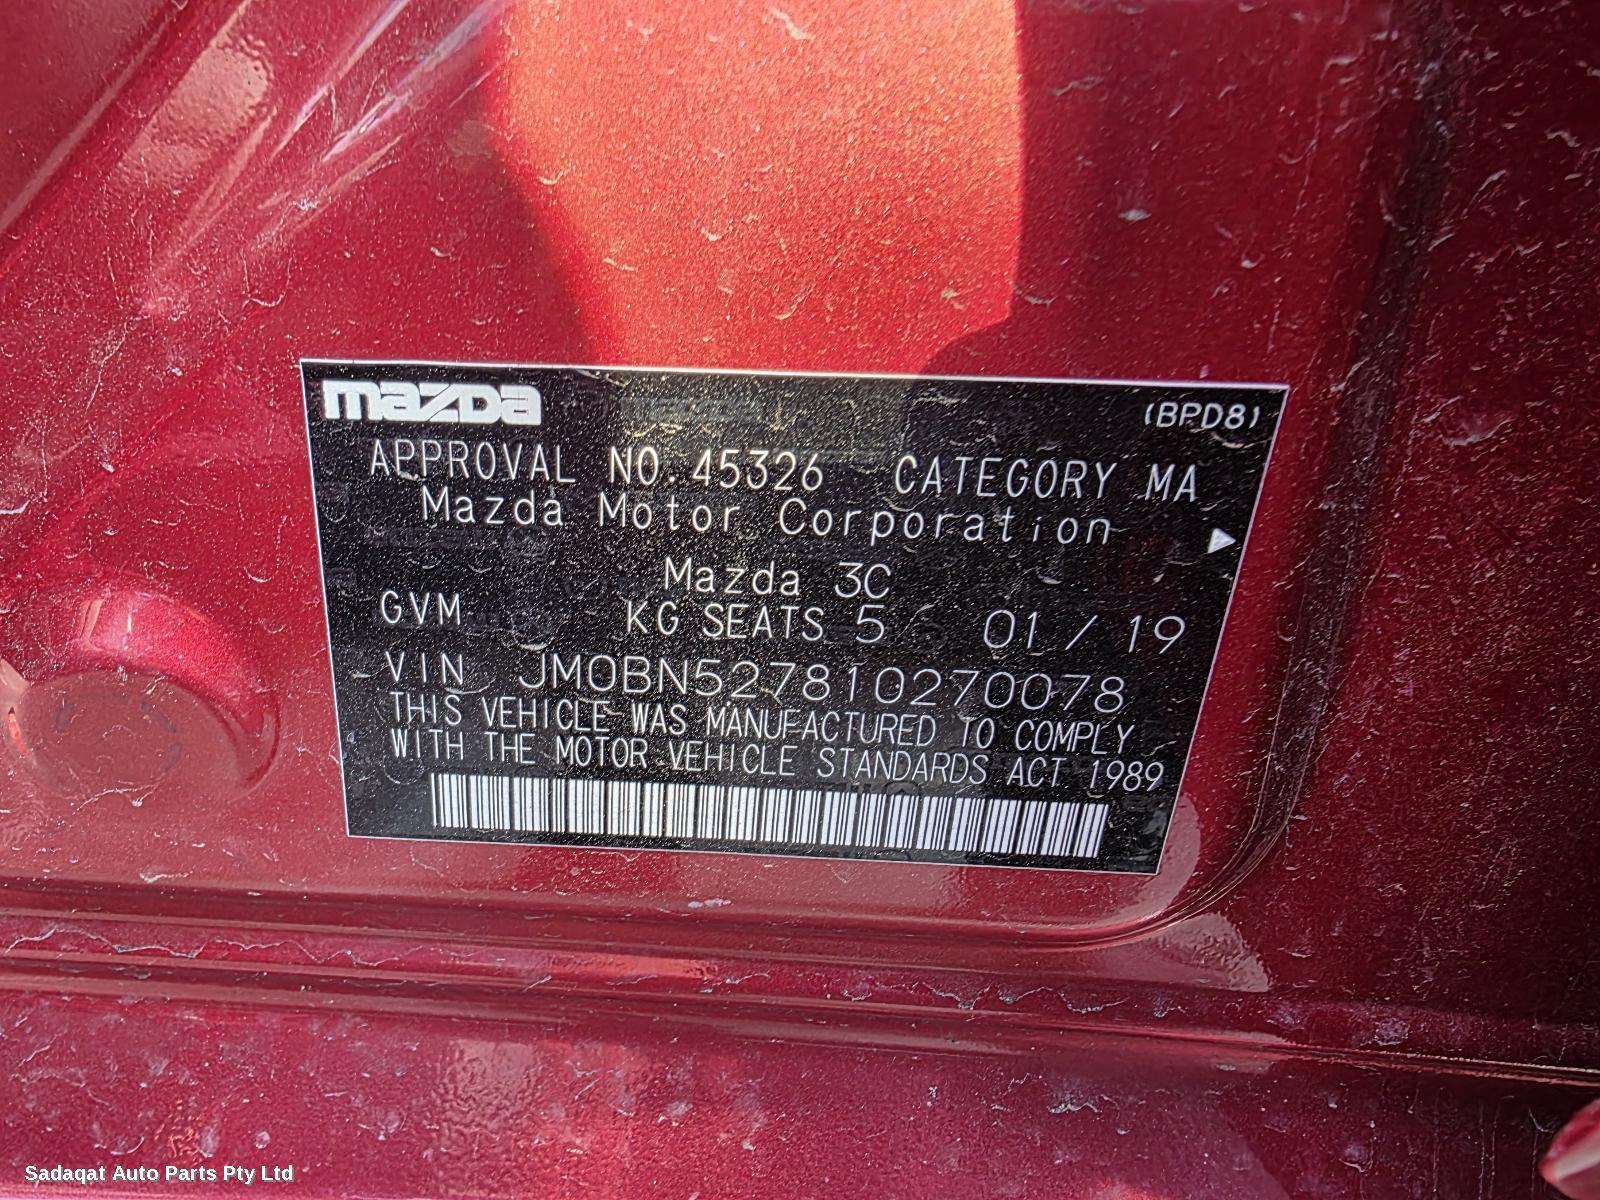 mazda (BPD8)
APPROVAL NO.45326 CATEGORY MA
Mazda Motor Corporation
Mazda 3C
GVM KG SEATS 5 01/19
VIN JM0BN527810270078
THIS VEHICLE WAS MANUFACTURED TO COMPLY
WITH THE MOTOR VEHICLE STANDARDS ACT 1989
Sadaqat Auto Parts Pty Ltd